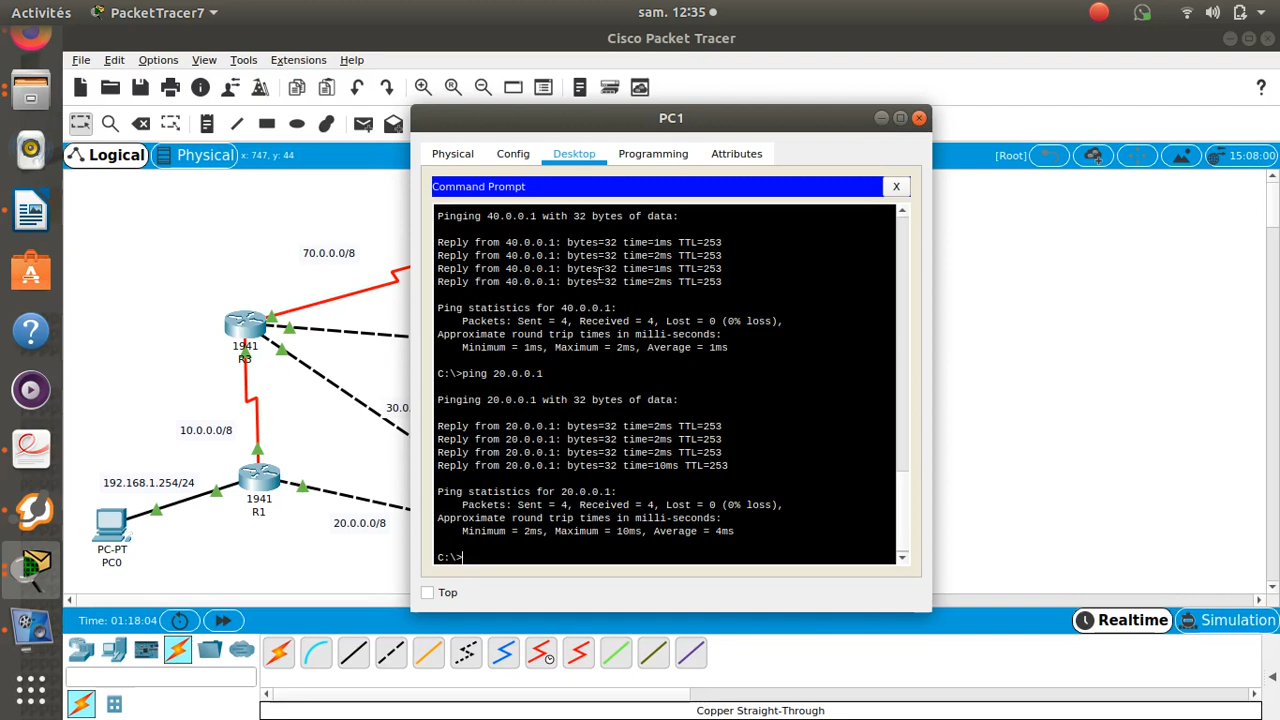 Activités
PacketTracer7
sam. 12:35
Cisco Packet Tracer
File Edit Options View Tools Extensions Help
Logical
Physical
x: 747, y: 44
[Root]
15:08:00
PC1
Physical Config Desktop Programming Attributes
Command Prompt
X
Pinging 40.0.0.1 with 32 bytes of data:
Reply from 40.0.0.1: bytes=32 time=1ms TTL=253
Reply from 40.0.0.1: bytes=32 time=2ms TTL=253
Reply from 40.0.0.1: bytes=32 time=1ms TTL=253
Reply from 40.0.0.1: bytes=32 time=2ms TTL=253
Ping statistics for 40.0.0.1:
Packets: Sent = 4, Received = 4, Lost = 0 (0% loss),
Approximate round trip times in milli-seconds:
Minimum = 1ms, Maximum = 2ms, Average = 1ms
C:\>ping 20.0.0.1
Pinging 20.0.0.1 with 32 bytes of data:
Reply from 20.0.0.1: bytes=32 time=2ms TTL=253
Reply from 20.0.0.1: bytes=32 time=2ms TTL=253
Reply from 20.0.0.1: bytes=32 time=2ms TTL=253
Reply from 20.0.0.1: bytes=32 time=10ms TTL=253
Ping statistics for 20.0.0.1:
Packets: Sent = 4, Received = 4, Lost = 0 (0% loss),
Approximate round trip times in milli-seconds:
Minimum = 2ms, Maximum = 10ms, Average = 4ms
C:\>
Top
70.0.0.0/8
1941
R3
30.0.
10.0.0.0/8
192.168.1.254/24
1941
R1
20.0.0.0/8
PC-PT
PC0
Time: 01:18:04
Realtime
Simulation
Copper Straight-Through